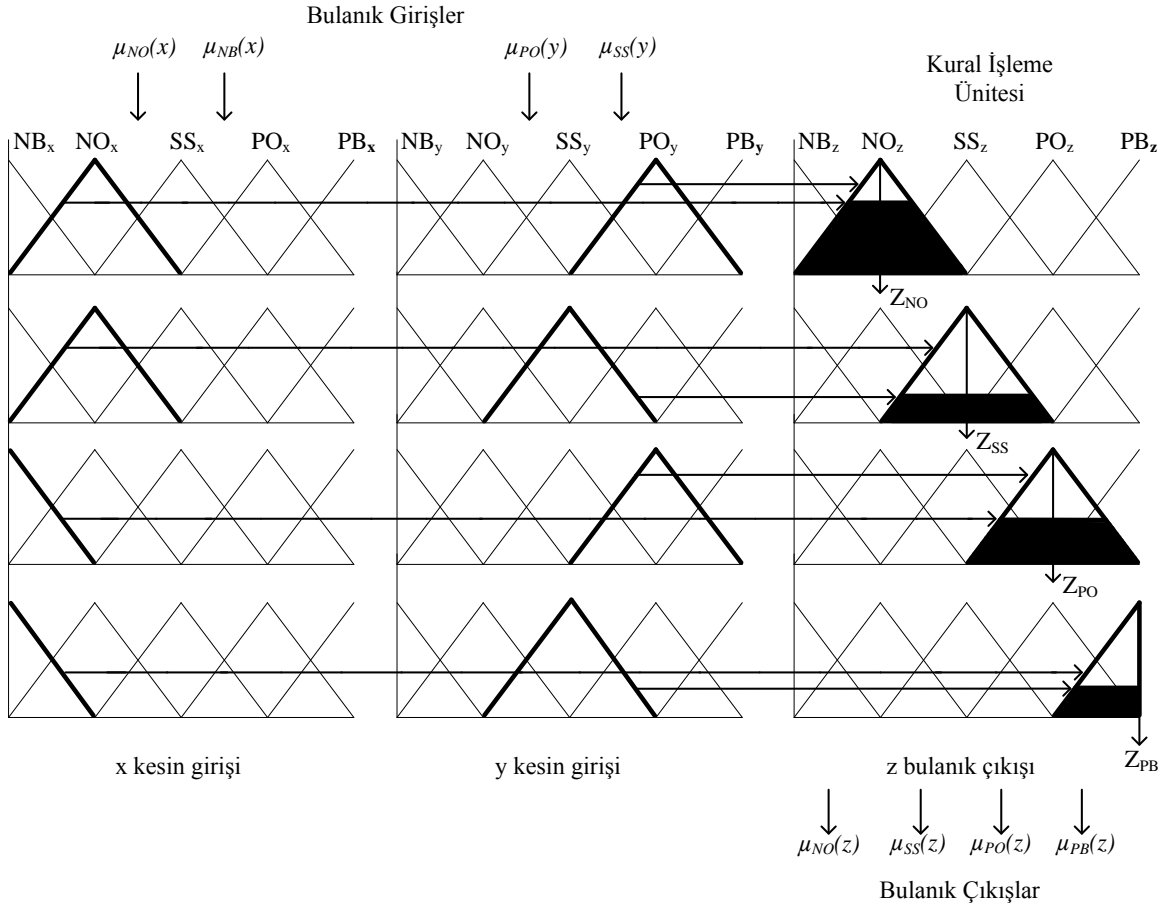 Bulanık Girişler
μNO(x) μNB(x) μPO(y) μSS(y)
Kural İşleme
Ünitesi
NBx NOx SSx POx PBx NBy NOy SSy POy PBy NBz NOz SSz POz PBz
ZNO
ZSS
ZPO
ZPB
x kesin girişi y kesin girişi z bulanık çıkışı
μNO(z) μSS(z) μPO(z) μPB(z)
Bulanık Çıkışlar